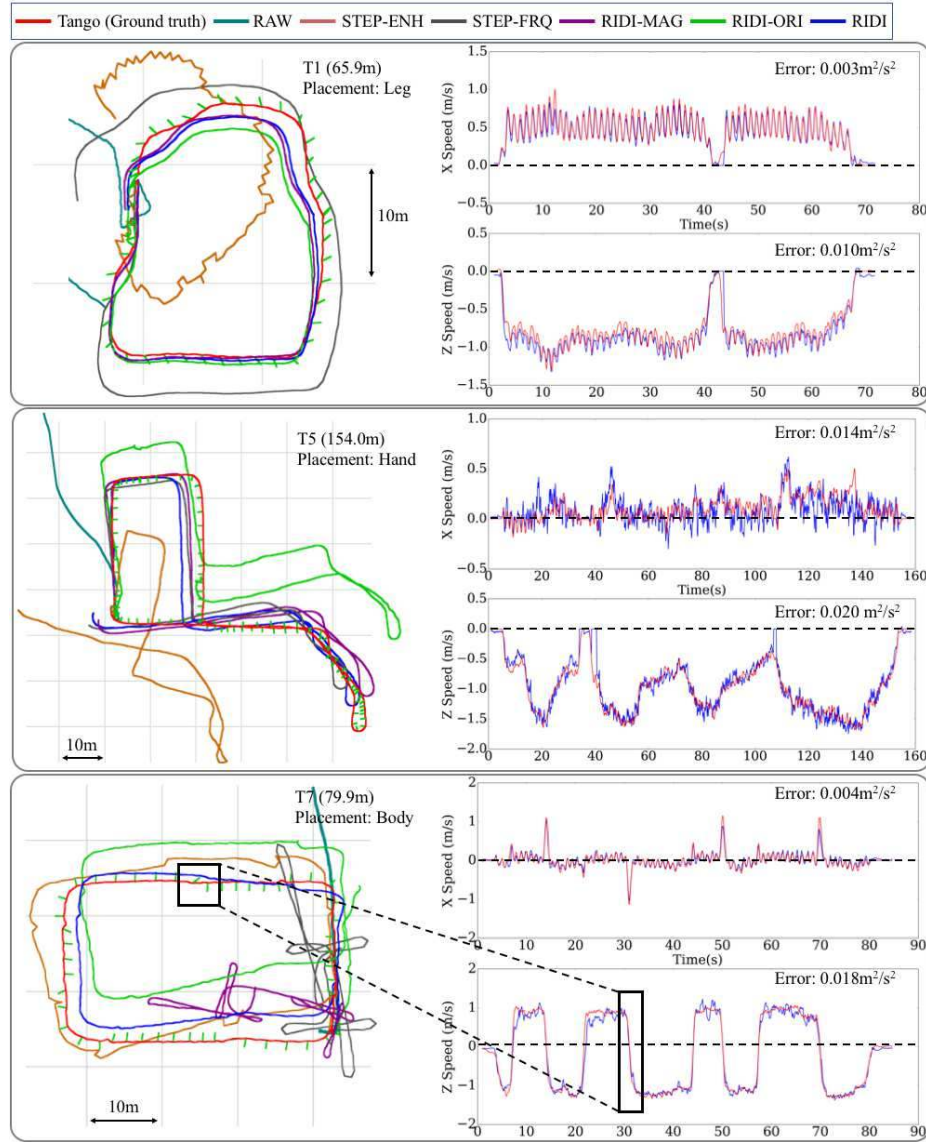 Tango (Ground truth) RAW STEP-ENH STEP-FRQ RIDI-MAG RIDI-ORI RIDI
T1 (65.9m)
Placement: Leg
10m
Error: 0.003m²/s²
X Speed (m/s)
1.5
1.0
0.5
0.0
−0.5
0 10 20 30 40 50 60 70 80
Time(s)
Error: 0.010m²/s²
Z Speed (m/s)
0.5
0.0
−0.5
−1.0
−1.5
0 10 20 30 40 50 60 70 80
T5 (154.0m)
Placement: Hand
10m
Error: 0.014m²/s²
X Speed (m/s)
1.0
0.5
0.0
−0.5
0 20 40 60 80 100 120 140 160
Time(s)
Error: 0.020 m²/s²
Z Speed (m/s)
0.0
−0.5
−1.0
−1.5
−2.0
0 20 40 60 80 100 120 140 160
T7 (79.9m)
Placement: Body
10m
Error: 0.004m²/s²
X Speed (m/s)
2
1
0
−1
2
0 10 20 30 40 50 60 70 80 90
Time(s)
Error: 0.018m²/s²
Z Speed (m/s)
2
1
0
−1
−2
0 10 20 30 40 50 60 70 80 90